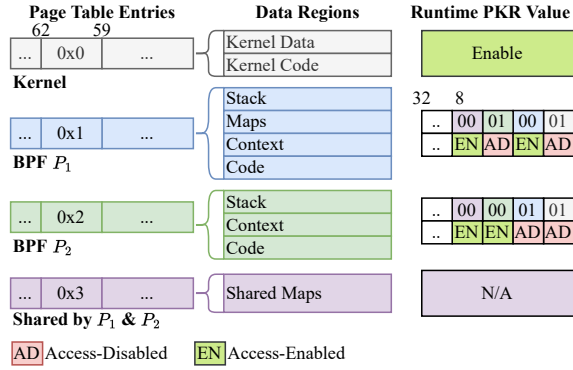 Page Table Entries Data Regions Runtime PKR Value
62 59
... 0x0 ... Kernel Data Enable
Kernel Code
Kernel
Stack 32 8
... 0x1 ... Maps .. 00 01 00 01
Context .. EN AD EN AD
BPF P1 Code
Stack
... 0x2 ... Context .. 00 00 01 01
BPF P2 Code .. EN EN AD AD
... 0x3 ... Shared Maps N/A
Shared by P1 & P2
AD Access-Disabled EN Access-Enabled